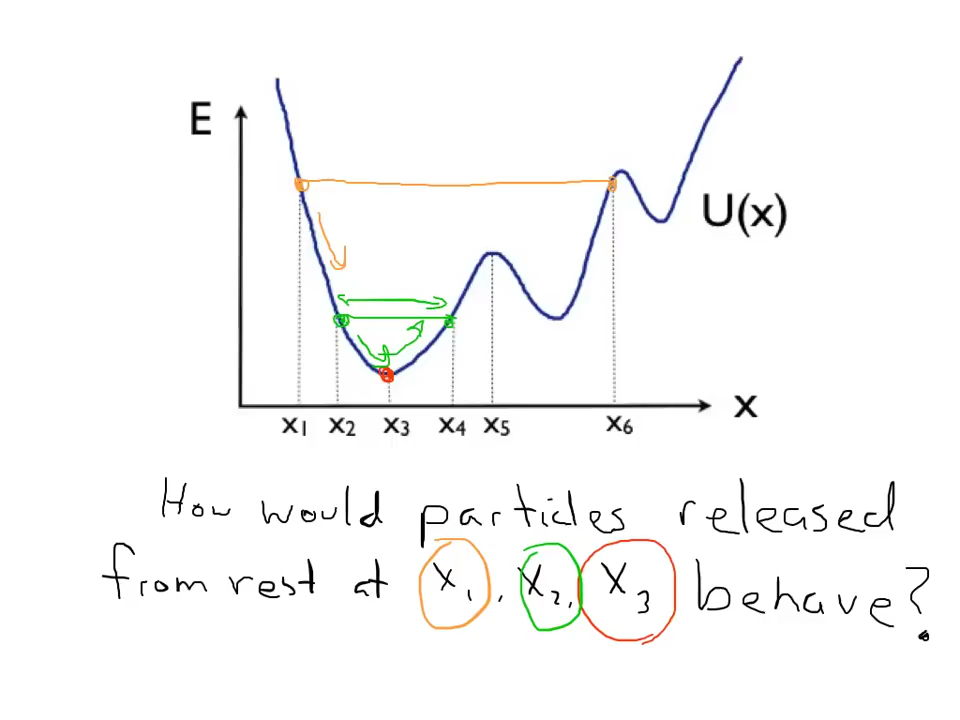 E
U(x)
x
x₁ x₂ x₃ x₄ x₅ x₆
How would particles released
from rest at X₁, X₂, X₃ behave?